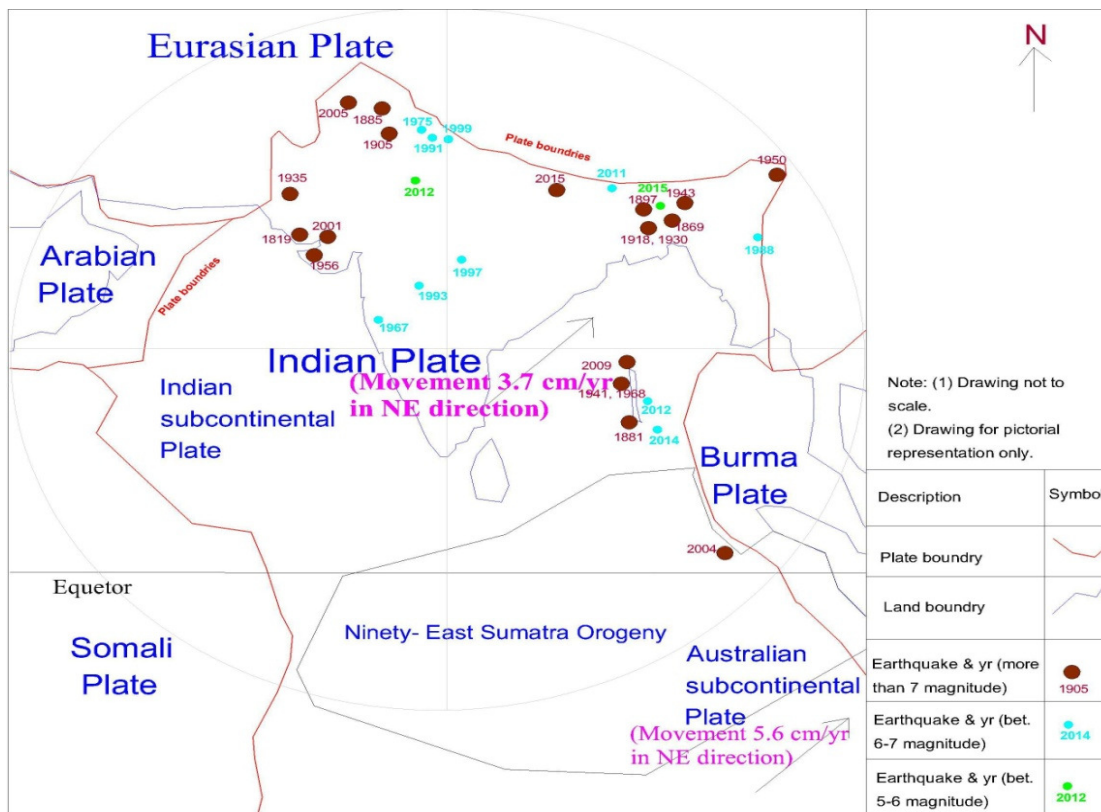 Eurasian Plate
N
2005
1885
1905
1975
1991
1999
Plate boundries
1950
1935
2012
2015
2011
2015
1943
1897
1869
1918, 1930
1988
2001
1819
1956
Arabian
Plate
Plate boundries
1997
1993
1967
Indian Plate
(Movement 3.7 cm/yr
in NE direction)
Indian
subcontinental
Plate
2009
1941, 1968
2012
1881
2014
Burma
Plate
2004
Note: (1) Drawing not to
scale.
(2) Drawing for pictorial
representation only.
Description Symbo
Plate boundry
Land boundry
Equetor
Somali
Plate
Ninety- East Sumatra Orogeny
Australian
subcontinental
Plate
(Movement 5.6 cm/yr
in NE direction)
Earthquake & yr (more
than 7 magnitude)
1905
Earthquake & yr (bet.
6-7 magnitude)
2014
Earthquake & yr (bet.
5-6 magnitude)
2012